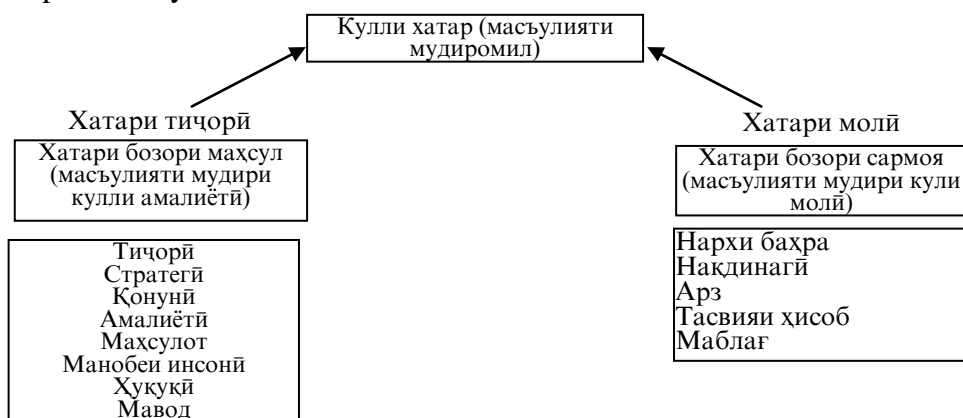 Кулли хатар (масъулияти
мудиромил)
Хатари тиҷорӣ
Хатари бозори маҳсул
(масъулияти мудири
кулли амалиётӣ)
Тиҷорӣ
Стратегӣ
Қонунӣ
Амалиётӣ
Маҳсулот
Манобеи инсонӣ
Ҳуқуқӣ
Мавод
Хатари молӣ
Хатари бозори сармоя
(масъулияти мудири кули
молӣ)
Нархи баҳра
Нақдинагӣ
Арз
Тасвияи ҳисоб
Маблағ